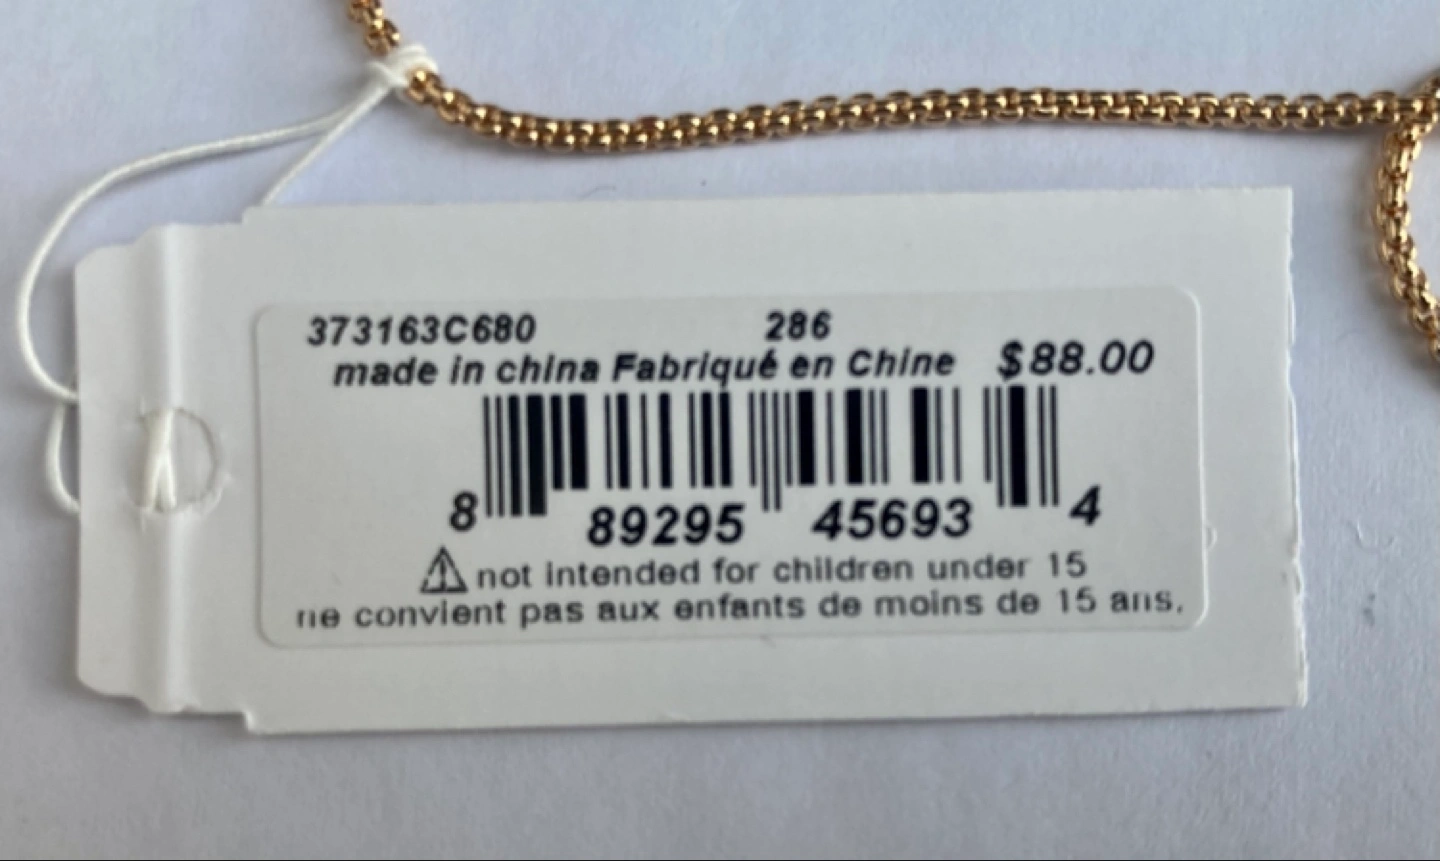 373163C680 286
made in china Fabriqué en Chine $88.00
8 89295 45693 4
⚠ not intended for children under 15
ne convient pas aux enfants de moins de 15 ans.